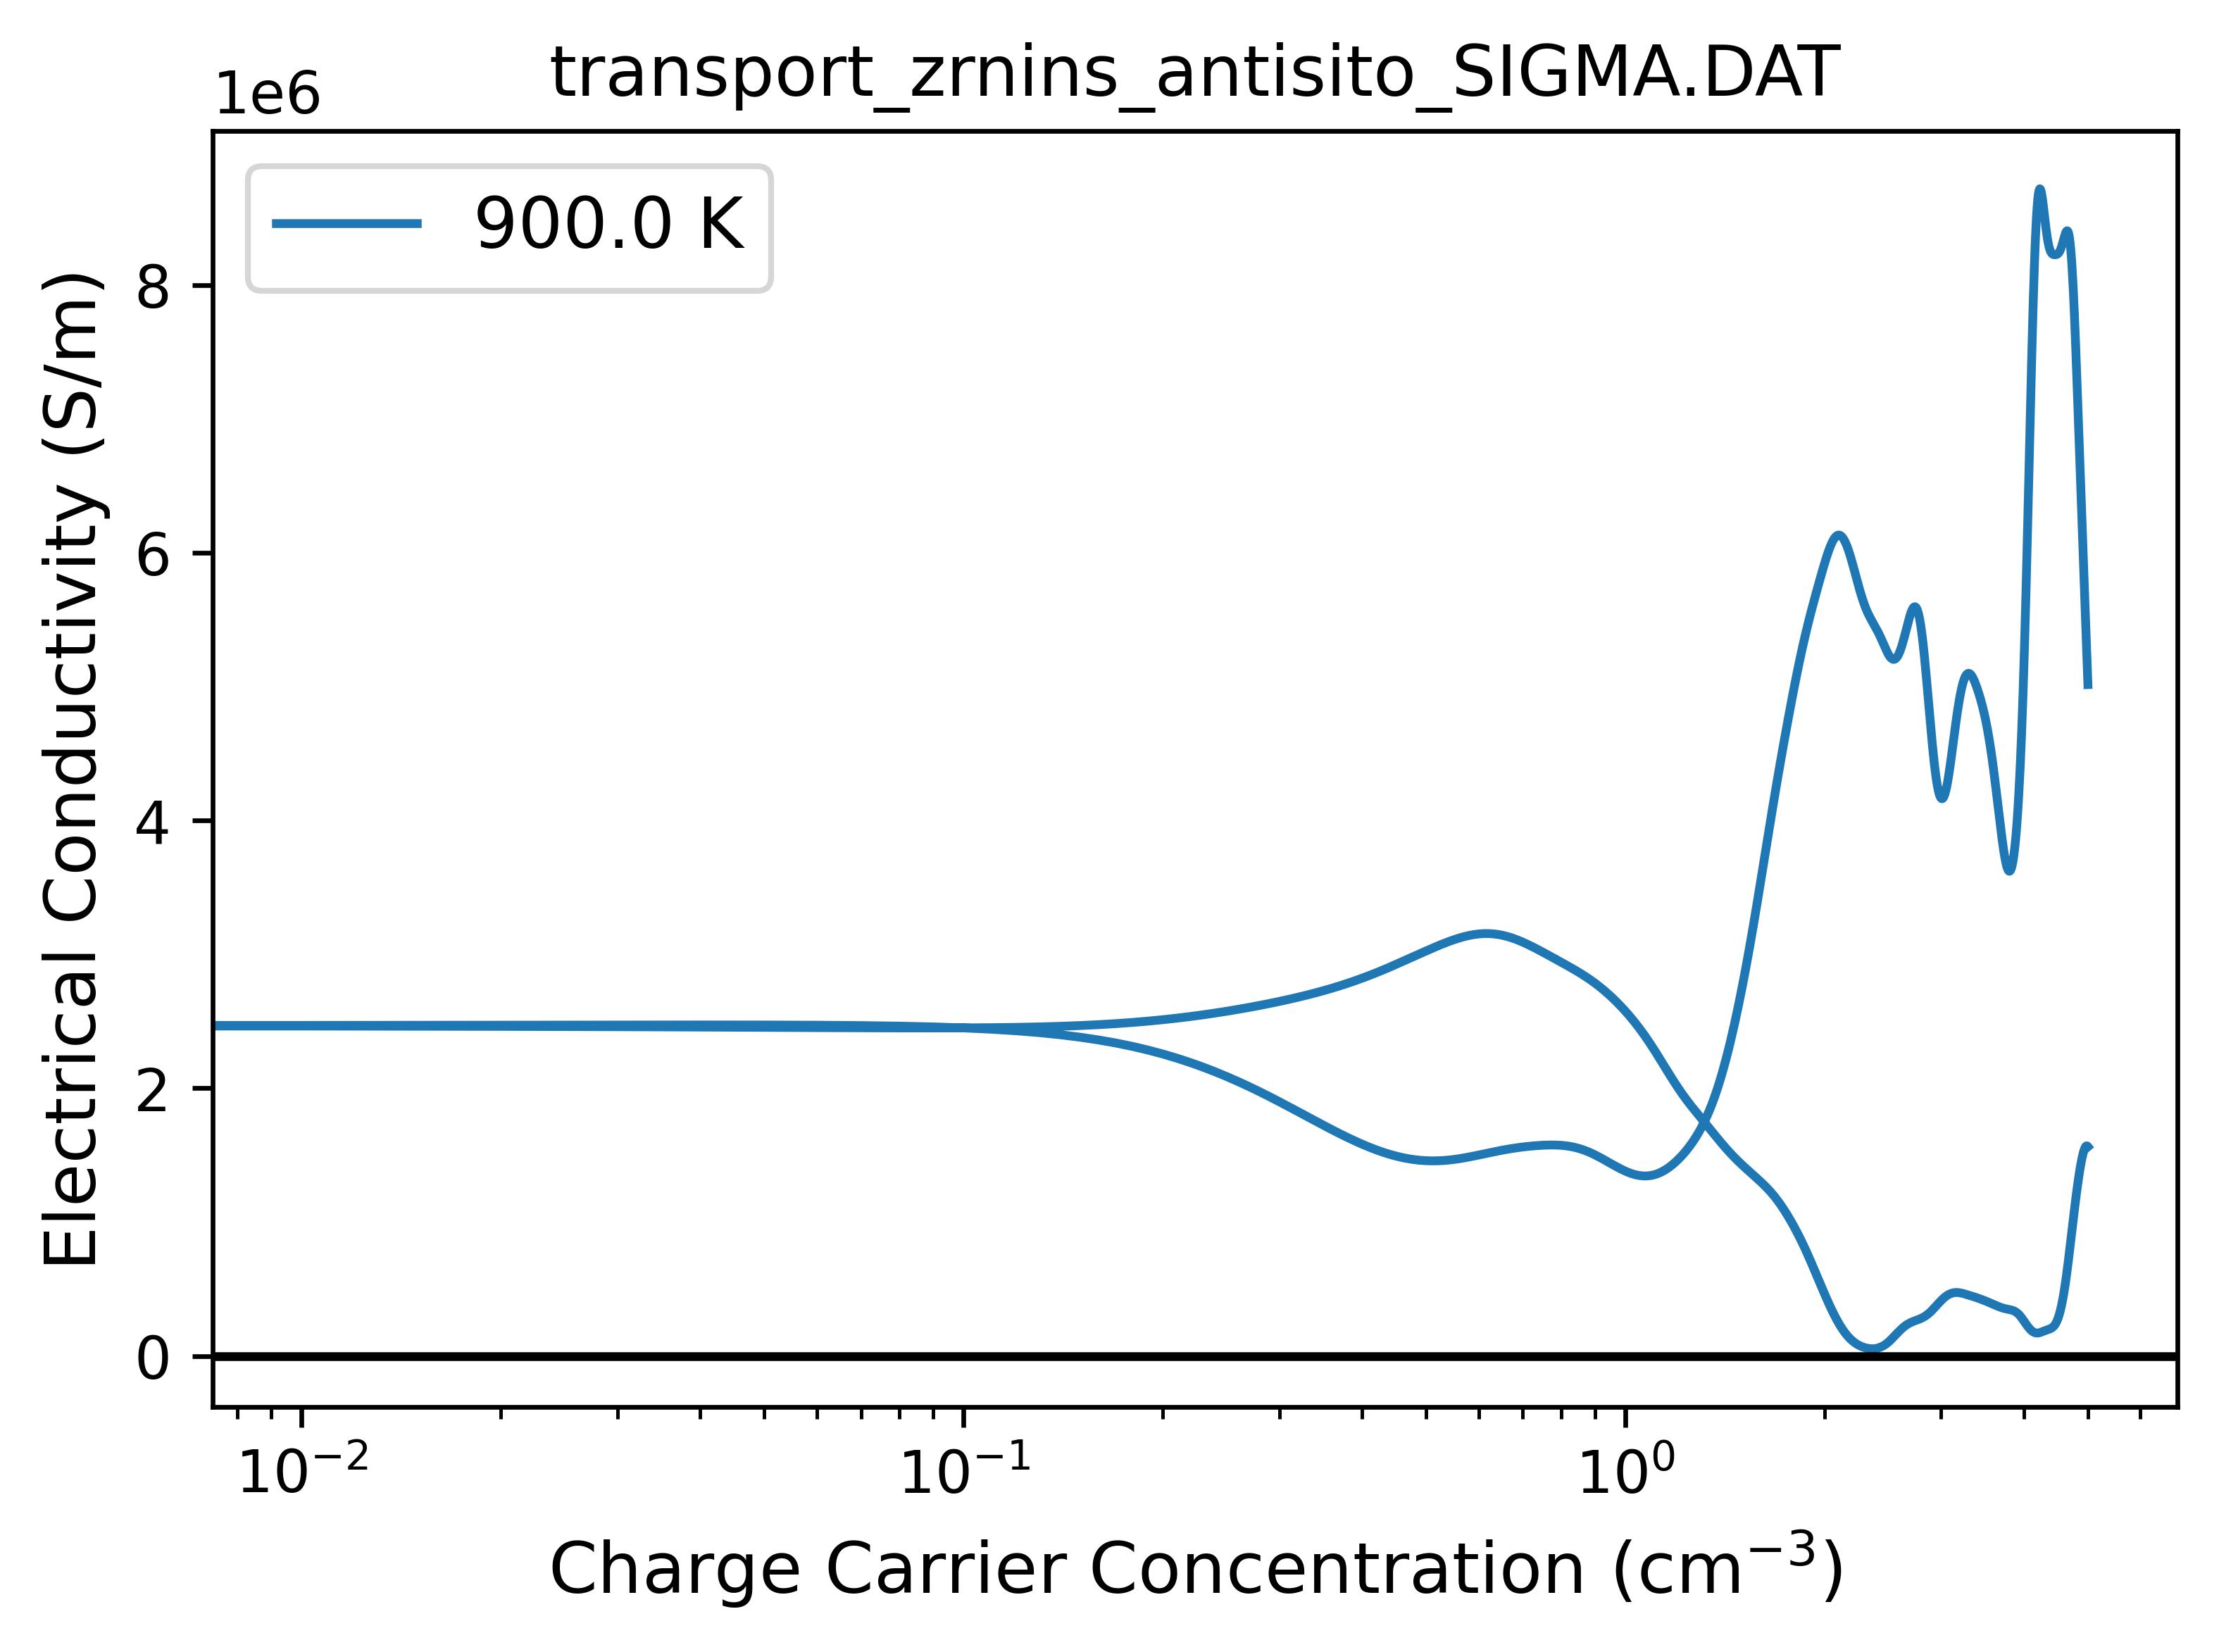 transport_zrnins_antisito_SIGMA.DAT
1e6
900.0 K
8
6
4
2
0
Electrical Conductivity (S/m)
10⁻² 10⁻¹ 10⁰
Charge Carrier Concentration (cm⁻³)